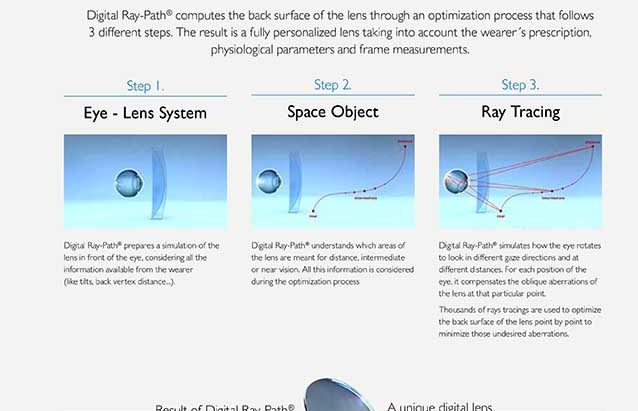 Digital Ray-Path® computes the back surface of the lens through an optimization process that follows
3 different steps. The result is a fully personalized lens taking into account the wearer´s prescription,
physiological parameters and frame measurements.
Step 1.
Eye - Lens System
Digital Ray-Path® prepares a simulation of the
lens in front of the eye, considering all the
information available from the wearer
(like tilts, back vertex distance...).
Step 2.
Space Object
distance
intermediate
near
Digital Ray-Path® understands which areas of
the lens are meant for distance, intermediate
or near vision. All this information is considered
during the optimization process
Step 3.
Ray Tracing
distance
intermediate
near
Digital Ray-Path® simulates how the eye rotates
to look in different gaze directions and at
different distances. For each position of the
eye, it compensates the oblique aberrations of
the lens at that particular point.
Thousands of rays tracings are used to optimize
the back surface of the lens point by point to
minimize those undesired aberrations.
Result of Digital Ray-Path®
A unique digital lens